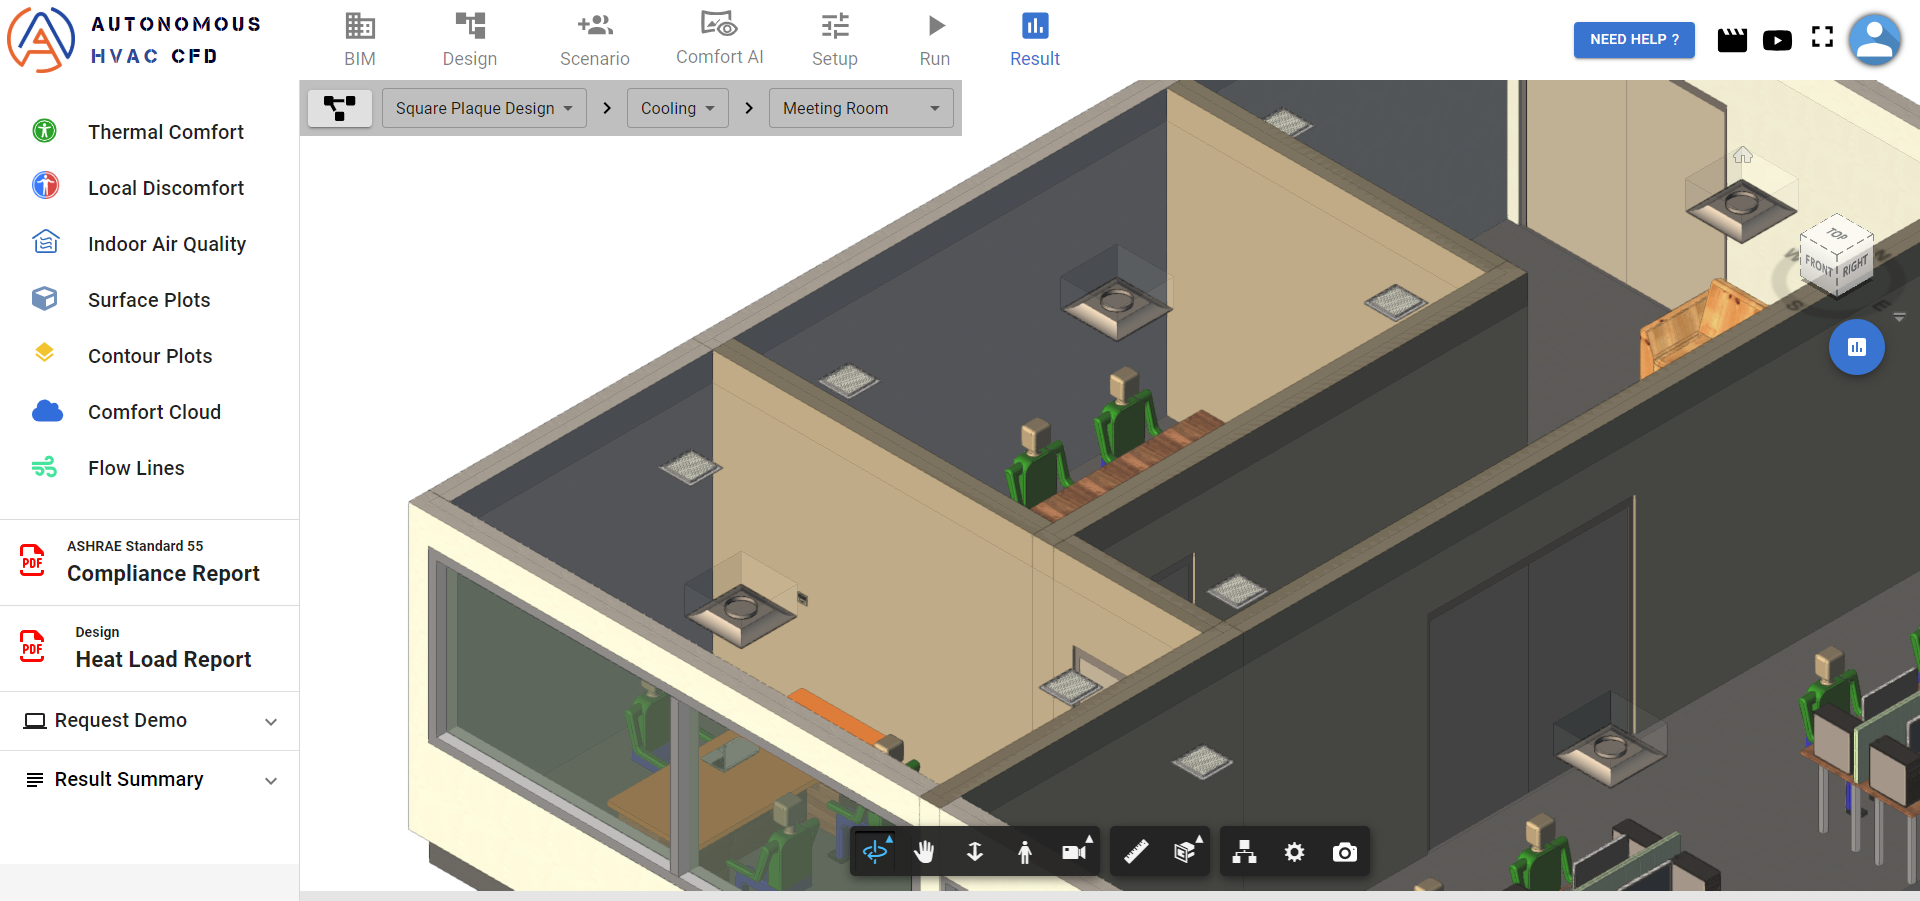 AUTONOMOUS
HVAC CFD
BIM
Design
Scenario
Comfort AI
Setup
Run
Result
NEED HELP ?
Square Plaque Design
Cooling
Meeting Room
Thermal Comfort
Local Discomfort
Indoor Air Quality
Surface Plots
Contour Plots
Comfort Cloud
Flow Lines
PDF
ASHRAE Standard 55
Compliance Report
PDF
Design
Heat Load Report
Request Demo
Result Summary
TOP
FRONT
RIGHT
W
N
S
E